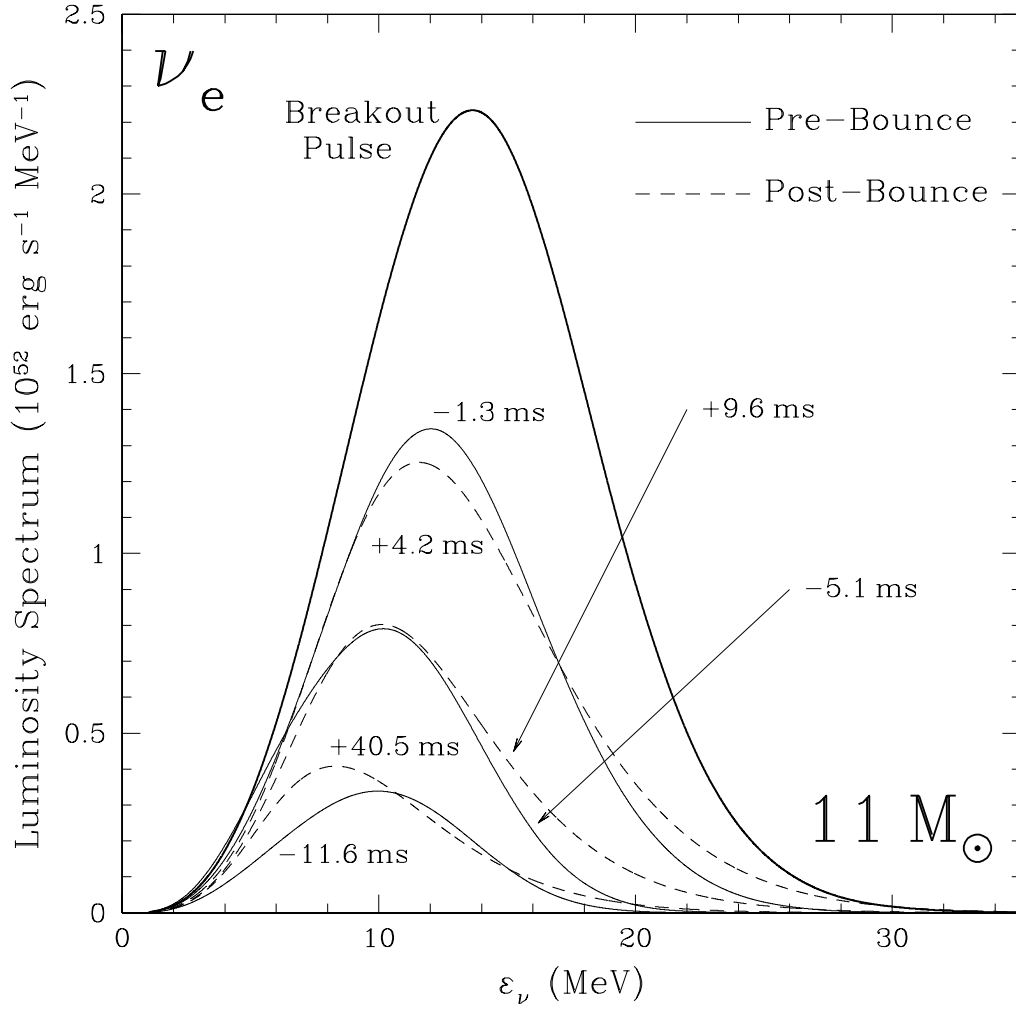 2.5
2
1.5
1
0.5
0
0
10
20
30
Luminosity Spectrum (10⁵² erg s⁻¹ MeV⁻¹)
ε_ν (MeV)
ν_e
Breakout
Pulse
Pre−Bounce
Post−Bounce
−1.3 ms
+9.6 ms
+4.2 ms
−5.1 ms
+40.5 ms
−11.6 ms
11 M_⊙